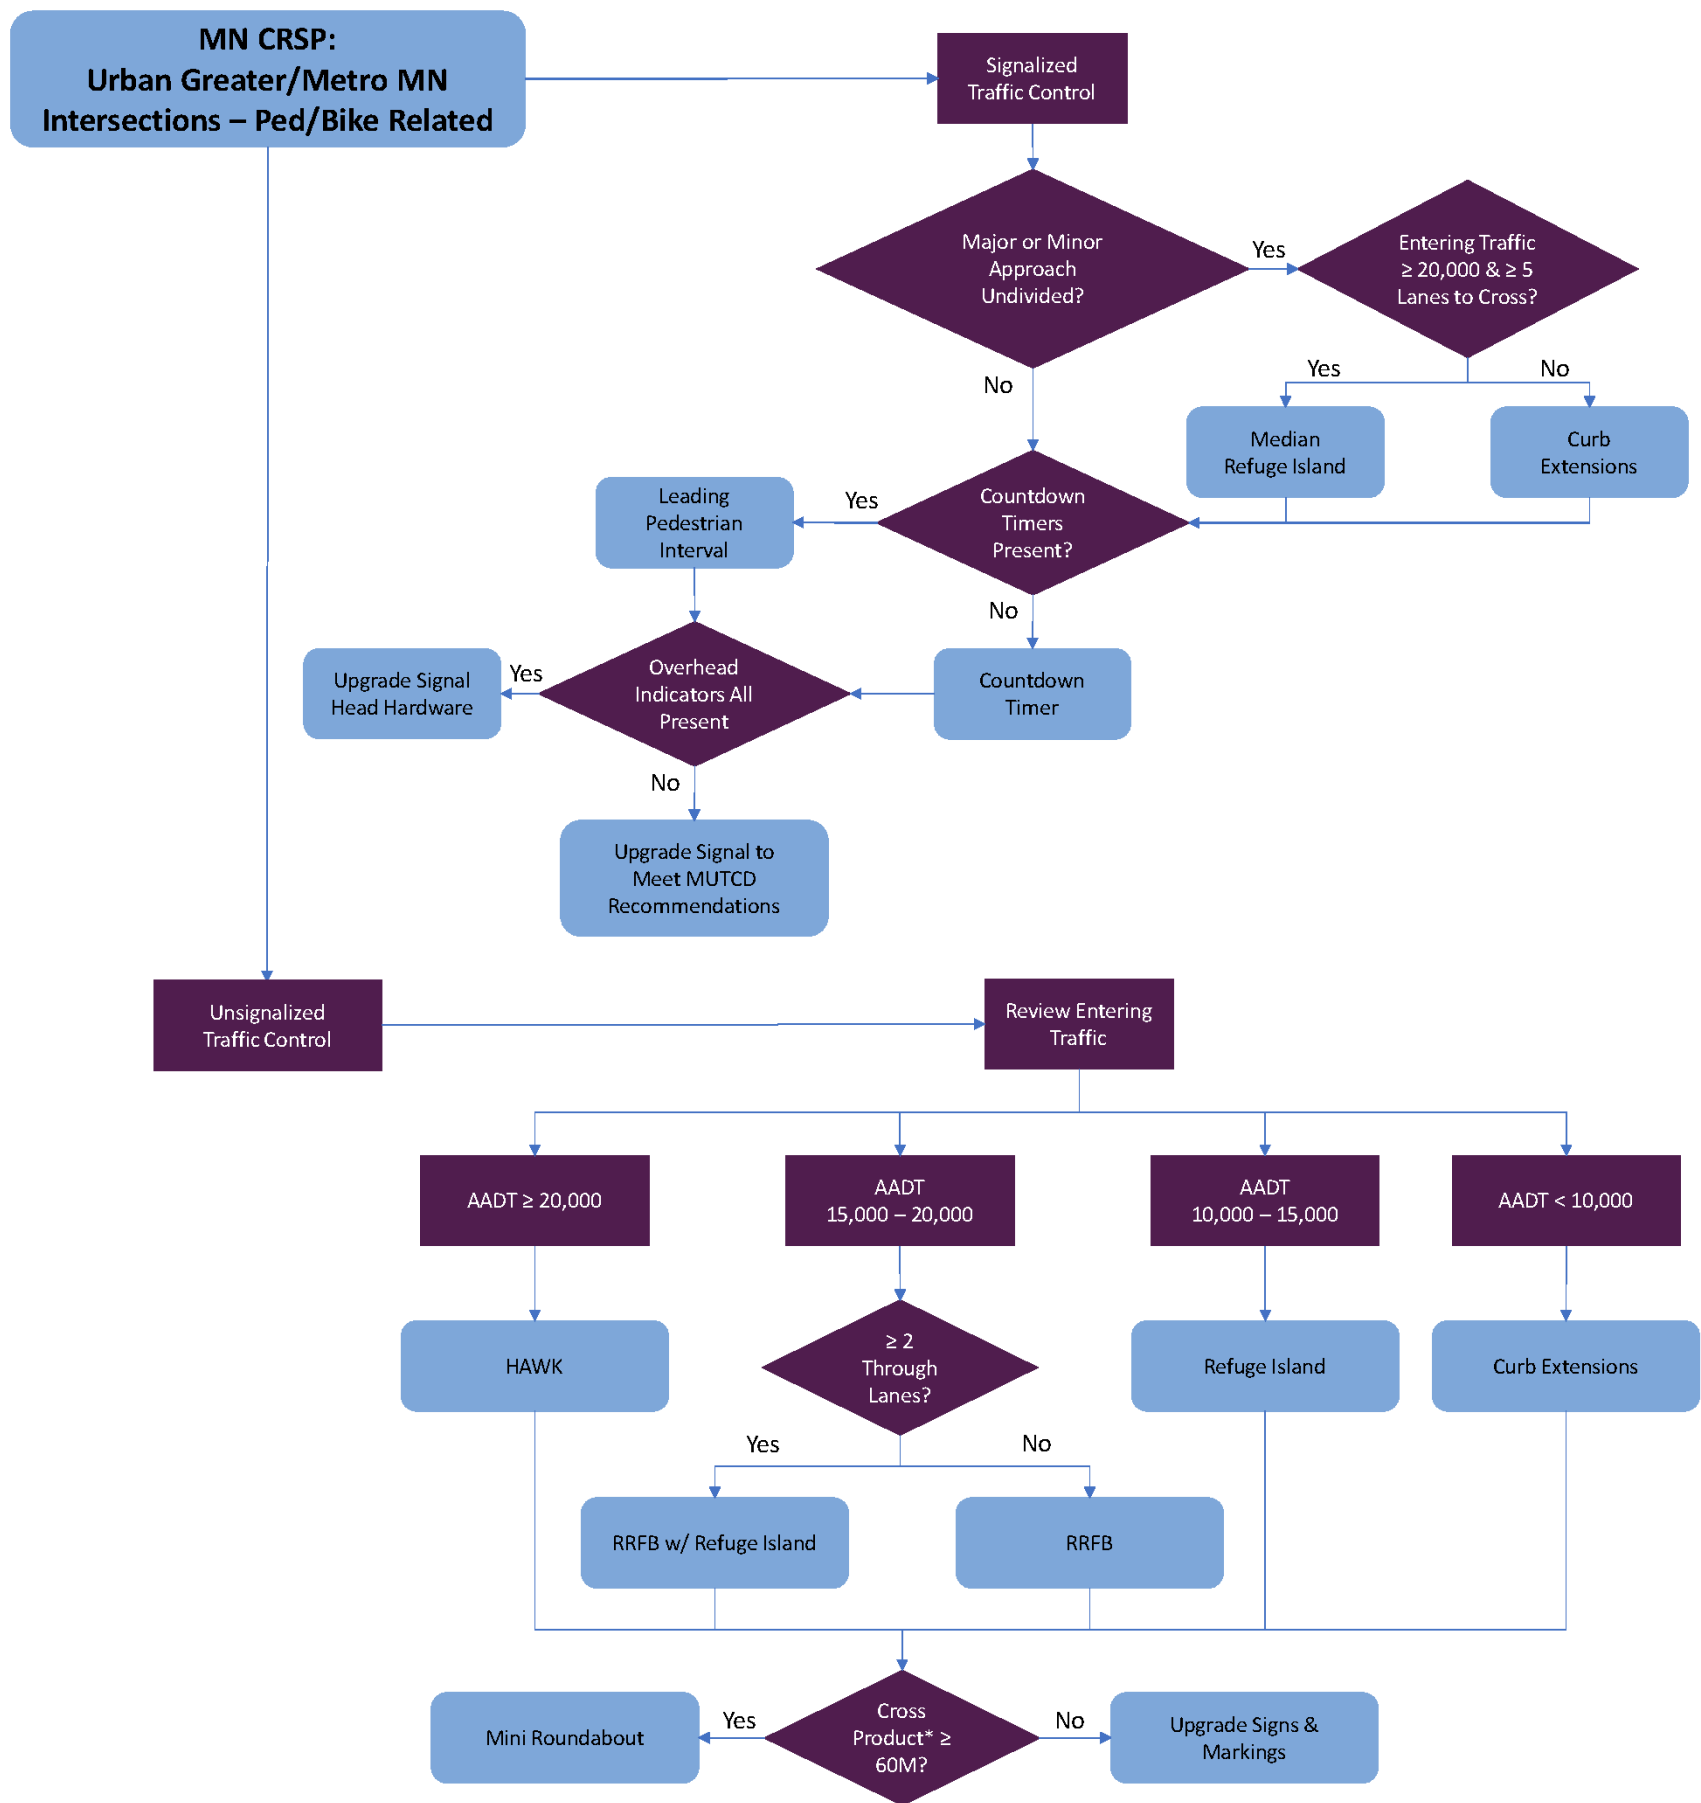 MN CRSP:
Urban Greater/Metro MN
Intersections – Ped/Bike Related
Signalized
Traffic Control
Major or Minor
Approach
Undivided?
Yes
Entering Traffic
≥ 20,000 & ≥ 5
Lanes to Cross?
No
Yes
No
Median
Refuge Island
Curb
Extensions
Leading
Pedestrian
Interval
Yes
Countdown
Timers
Present?
No
Upgrade Signal
Head Hardware
Yes
Overhead
Indicators All
Present
Countdown
Timer
No
Upgrade Signal to
Meet MUTCD
Recommendations
Unsignalized
Traffic Control
Review Entering
Traffic
AADT ≥ 20,000
AADT
15,000 – 20,000
AADT
10,000 – 15,000
AADT < 10,000
HAWK
≥ 2
Through
Lanes?
Refuge Island
Curb Extensions
Yes
No
RRFB w/ Refuge Island
RRFB
Mini Roundabout
Yes
Cross
Product* ≥
60M?
No
Upgrade Signs &
Markings